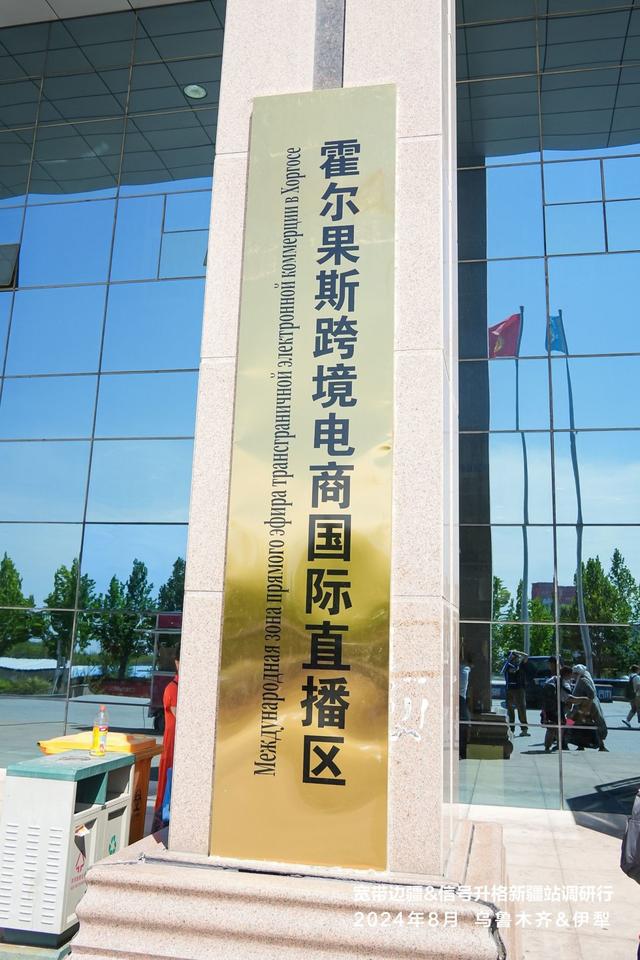 霍尔果斯跨境电商国际直播区
Международная зона прямого эфира трансграничной электронной коммерции в Хоргосе
宽带边疆&信号升格新疆站调研行
2024年8月 乌鲁木齐&伊犁